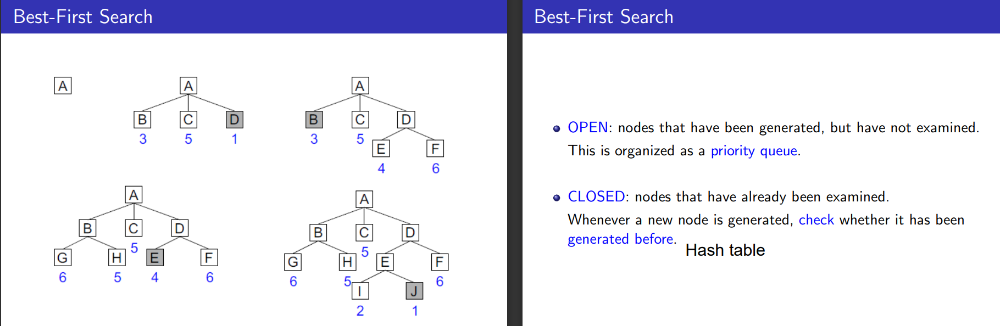 Best-First Search
A
A
B C D
3 5 1
A
B C D
3 5
E F
4 6
A
B C D
5
G H E F
6 5 4 6
A
B C D
5
G H E F
6 5 6
I J
2 1
Best-First Search
OPEN: nodes that have been generated, but have not examined.
This is organized as a priority queue.
CLOSED: nodes that have already been examined.
Whenever a new node is generated, check whether it has been
generated before.
Hash table